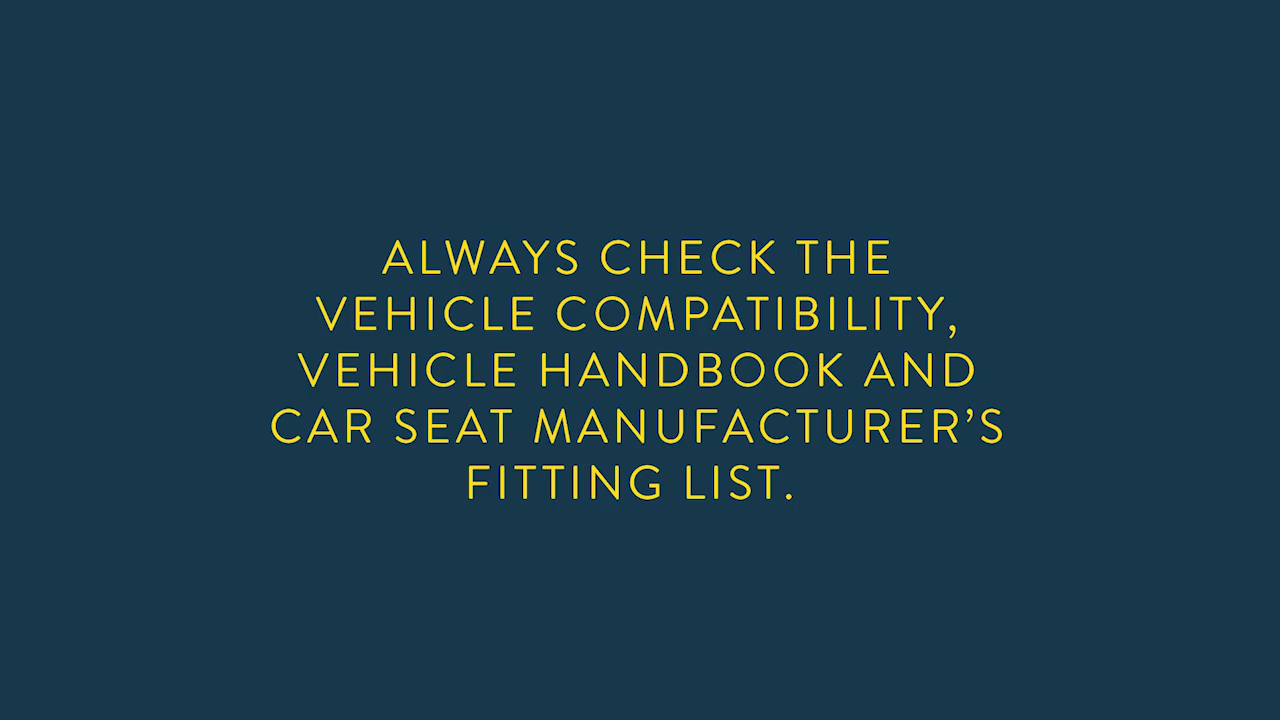 ALWAYS CHECK THE
VEHICLE COMPATIBILITY,
VEHICLE HANDBOOK AND
CAR SEAT MANUFACTURER’S
FITTING LIST.